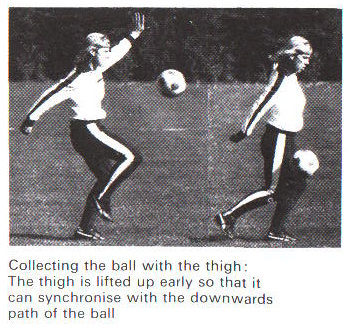 Collecting the ball with the thigh:
The thigh is lifted up early so that it
can synchronise with the downwards
path of the ball